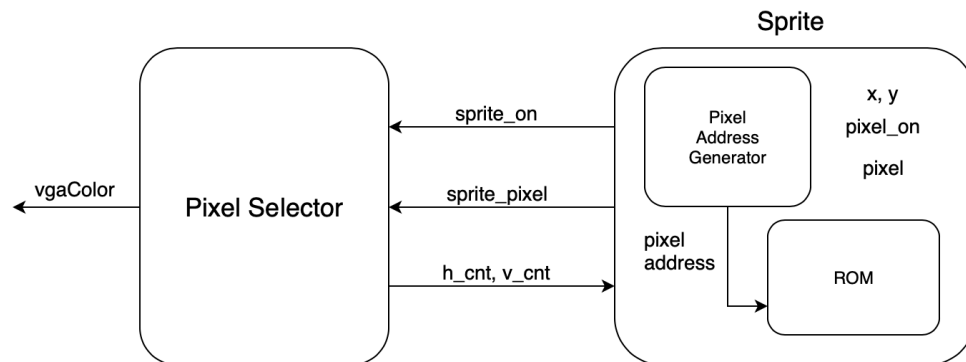 Sprite
Pixel
Address
Generator
x, y
pixel_on
pixel
sprite_on
sprite_pixel
vgaColor
Pixel Selector
h_cnt, v_cnt
pixel
address
ROM